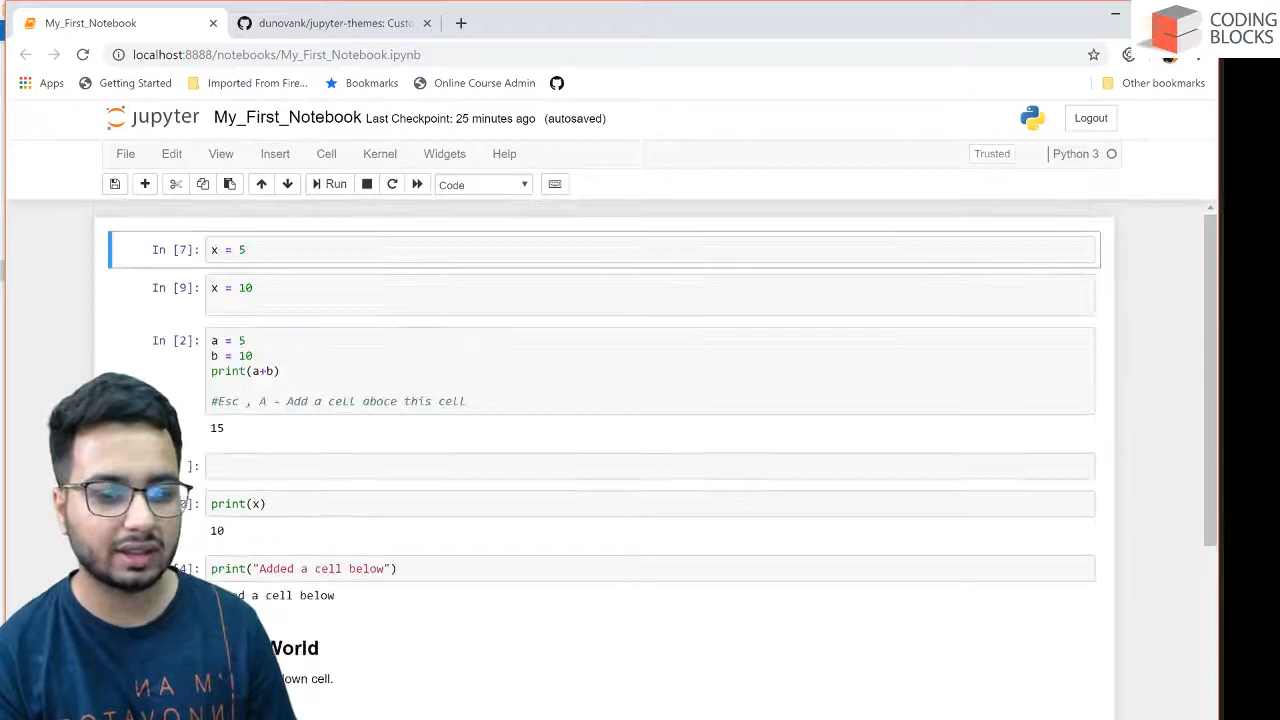 My_First_Notebook
dunovank/jupyter-themes: Cust
CODING
BLOCKS
localhost:8888/notebooks/My_First_Notebook.ipynb
Apps Getting Started Imported From Fire... Bookmarks Online Course Admin Other bookmarks
jupyter My_First_Notebook Last Checkpoint: 25 minutes ago (autosaved) Logout
File Edit View Insert Cell Kernel Widgets Help Trusted Python 3
Run Code
In [7]: x = 5
In [9]: x = 10
In [2]: a = 5
b = 10
print(a+b)
#Esc , A - Add a cell aboce this cell
15
]:
0]: print(x)
10
[4]: print("Added a cell below")
d a cell below
World
down cell.